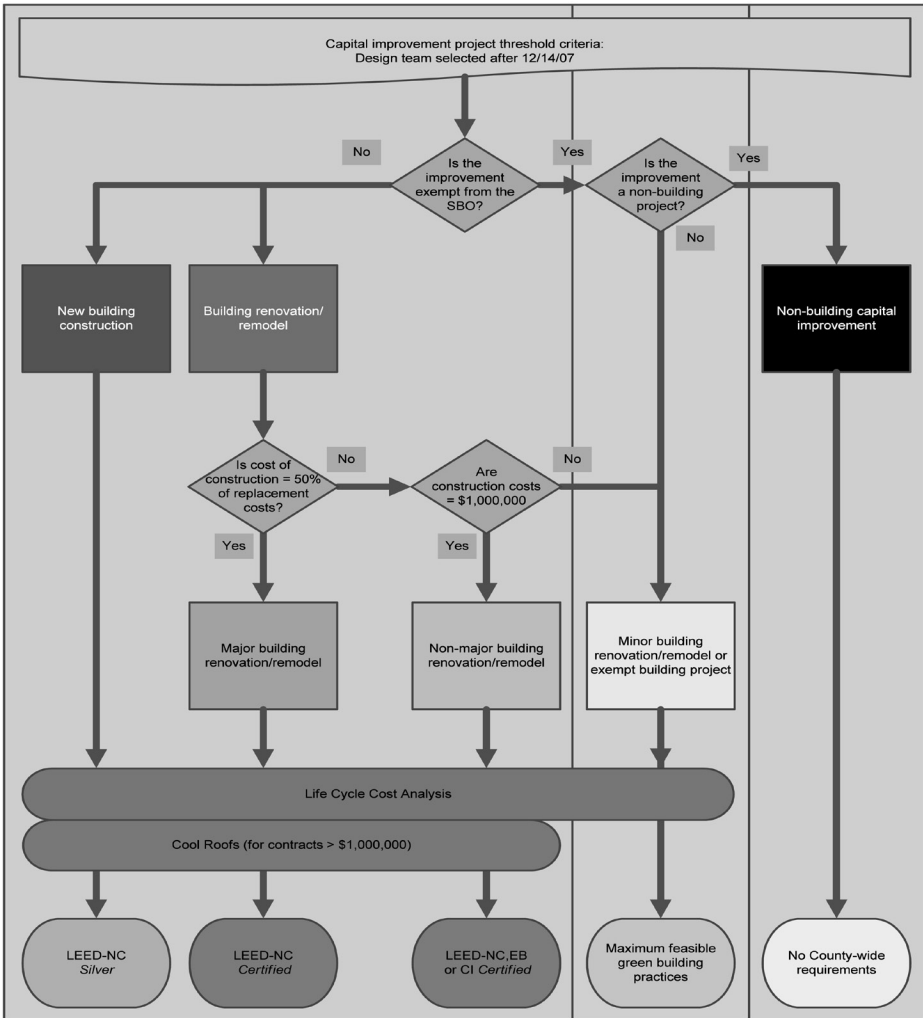 Capital improvement project threshold criteria:
Design team selected after 12/14/07
No
Is the
improvement
exempt from the
SBO?
Yes
Is the
improvement
a non-building
project?
Yes
No
New building
construction
Building renovation/
remodel
Non-building capital
improvement
Is cost of
construction = 50%
of replacement
costs?
No
Are
construction costs
= $1,000,000
No
Yes
Yes
Major building
renovation/remodel
Non-major building
renovation/remodel
Minor building
renovation/remodel or
exempt building project
Life Cycle Cost Analysis
Cool Roofs (for contracts > $1,000,000)
LEED-NC
Silver
LEED-NC
Certified
LEED-NC,EB
or CI Certified
Maximum feasible
green building
practices
No County-wide
requirements